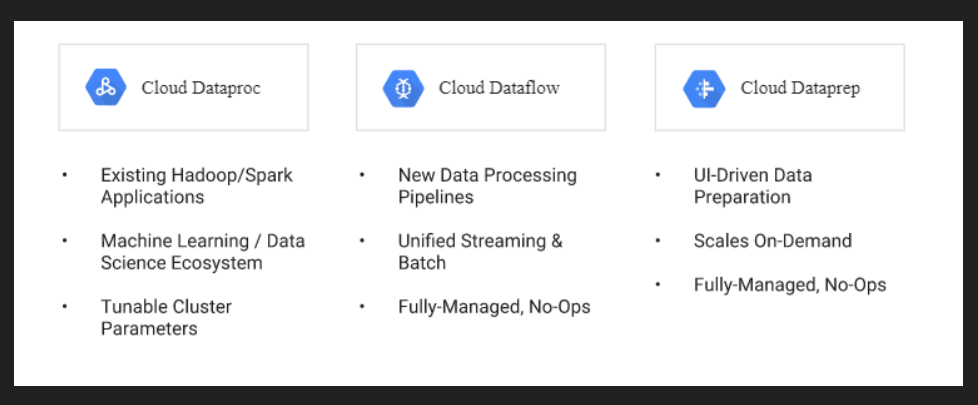 Cloud Dataproc
• Existing Hadoop/Spark
Applications
• Machine Learning / Data
Science Ecosystem
• Tunable Cluster
Parameters
Cloud Dataflow
• New Data Processing
Pipelines
• Unified Streaming &
Batch
• Fully-Managed, No-Ops
Cloud Dataprep
• UI-Driven Data
Preparation
• Scales On-Demand
• Fully-Managed, No-Ops